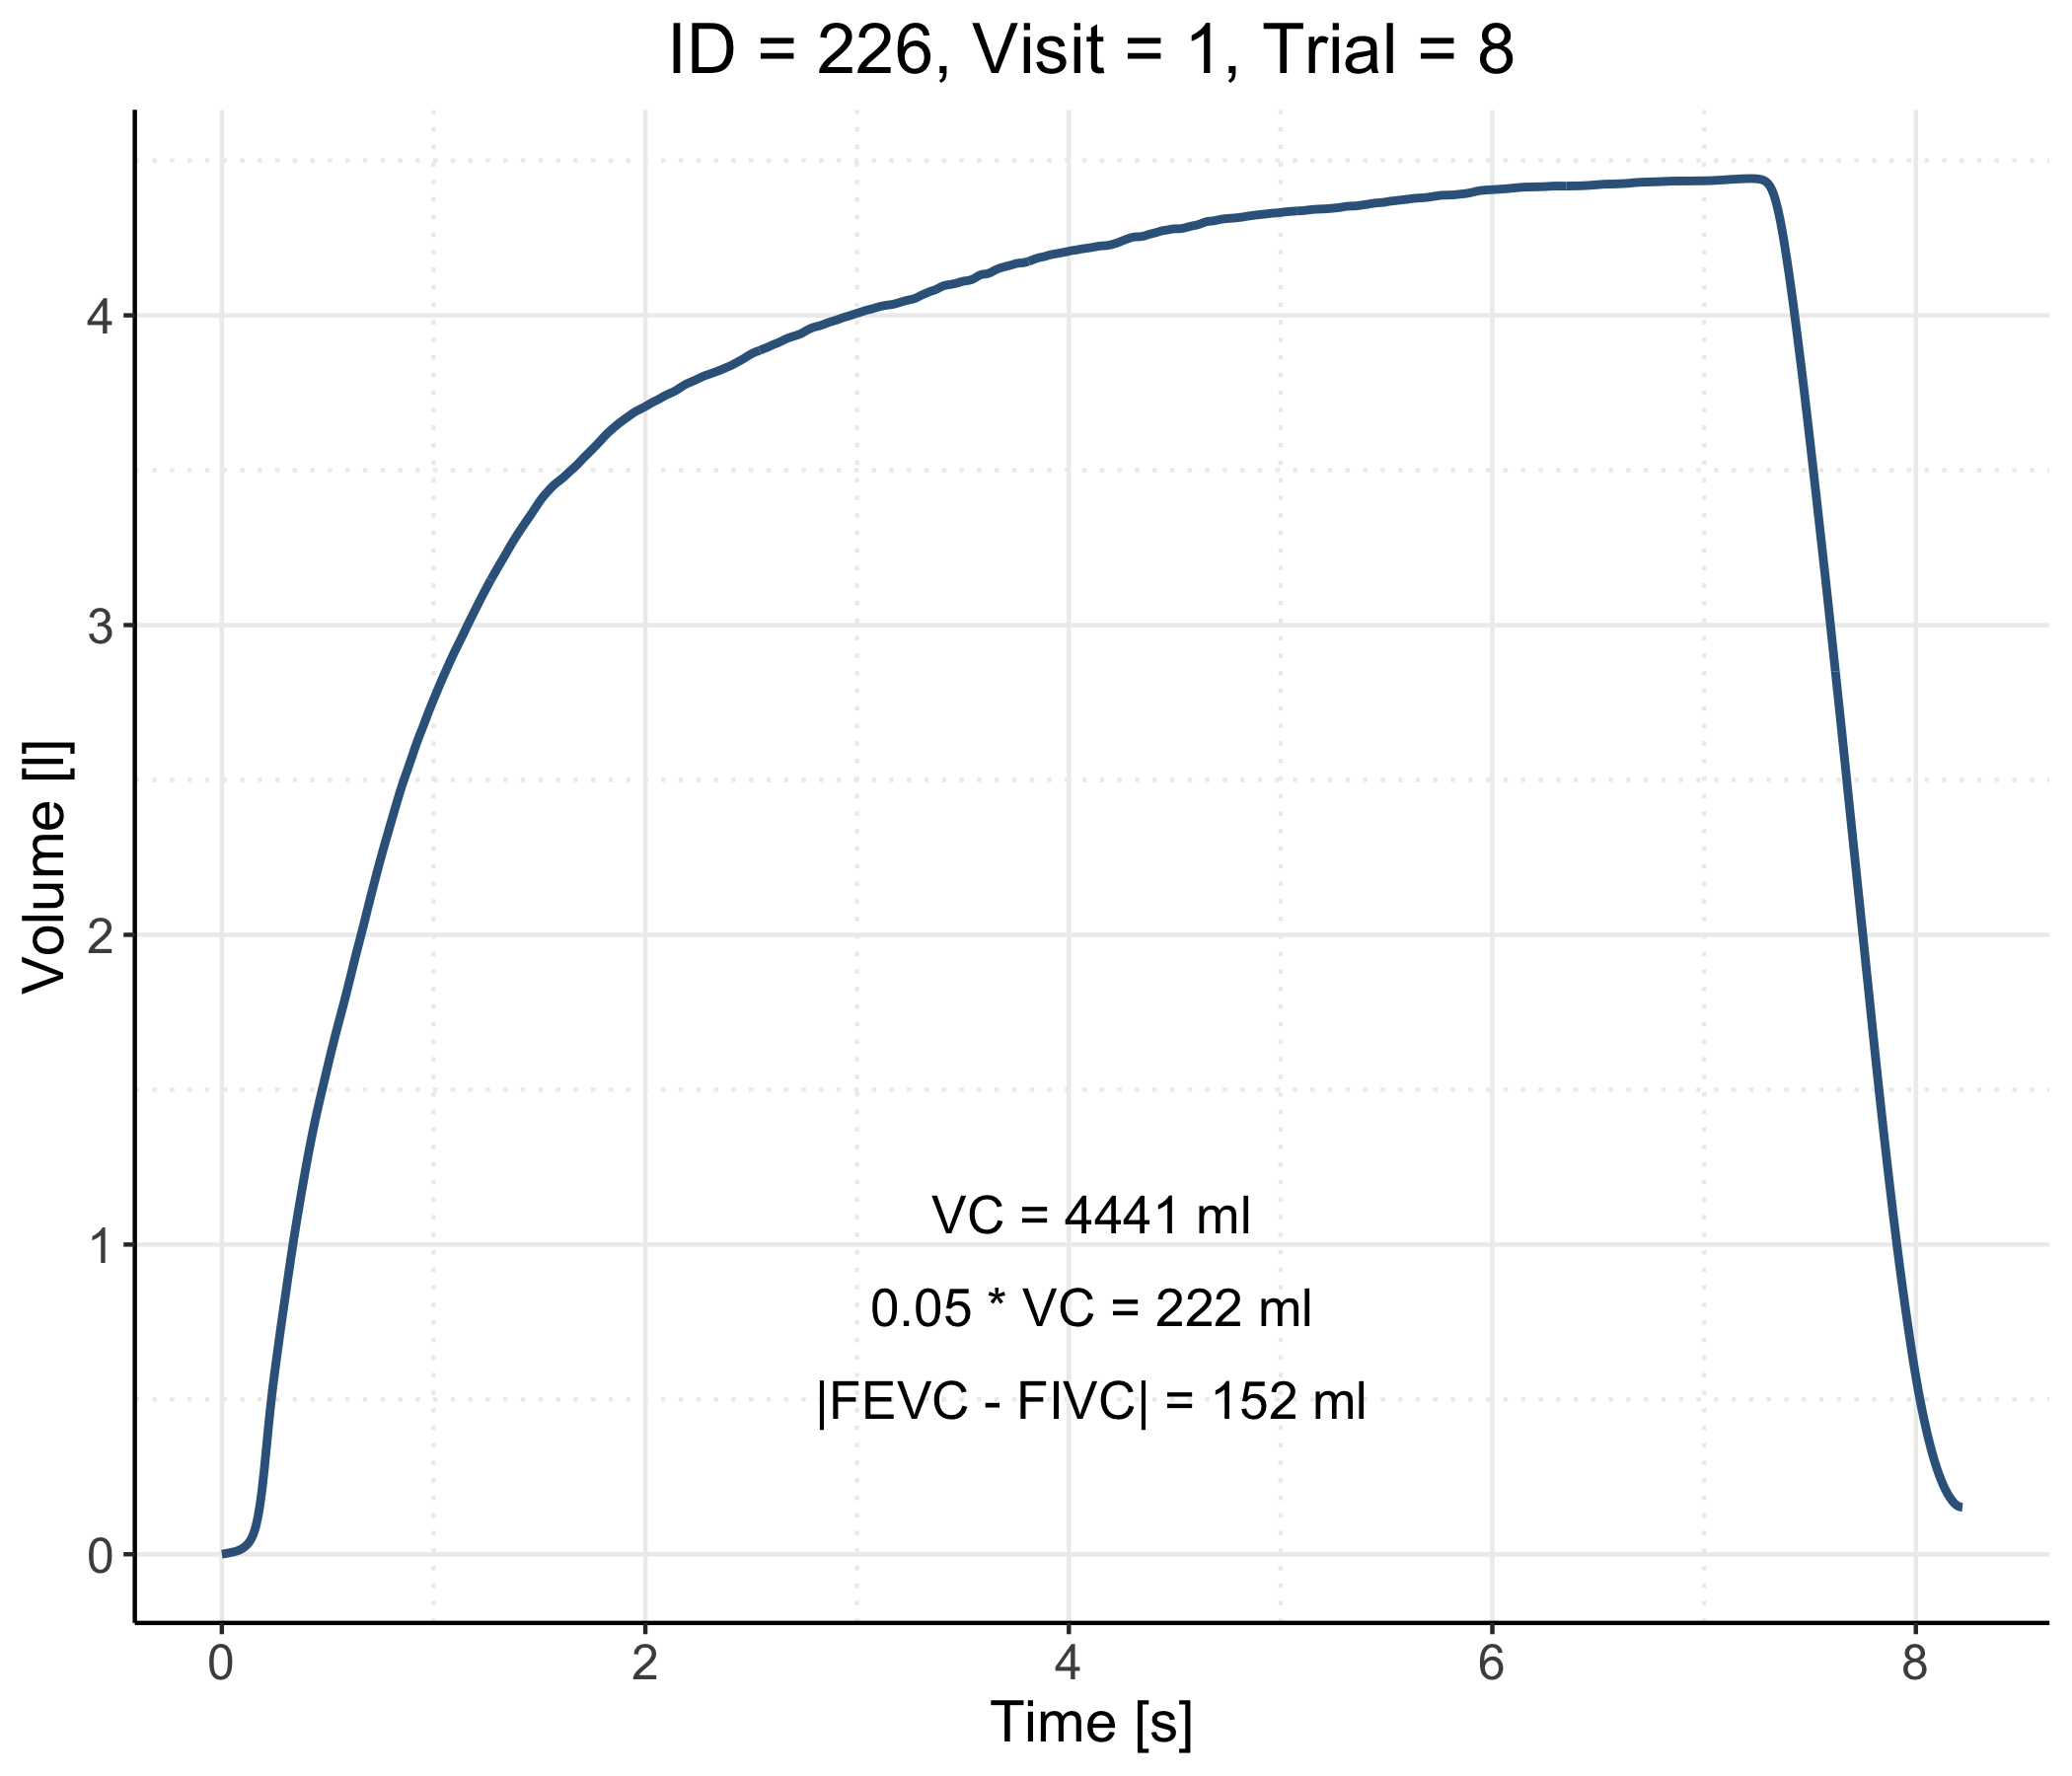 ID = 226, Visit = 1, Trial = 8
Volume [l]
4
3
2
1
0
VC = 4441 ml
0.05 * VC = 222 ml
|FEVC - FIVC| = 152 ml
0 2 4 6 8
Time [s]